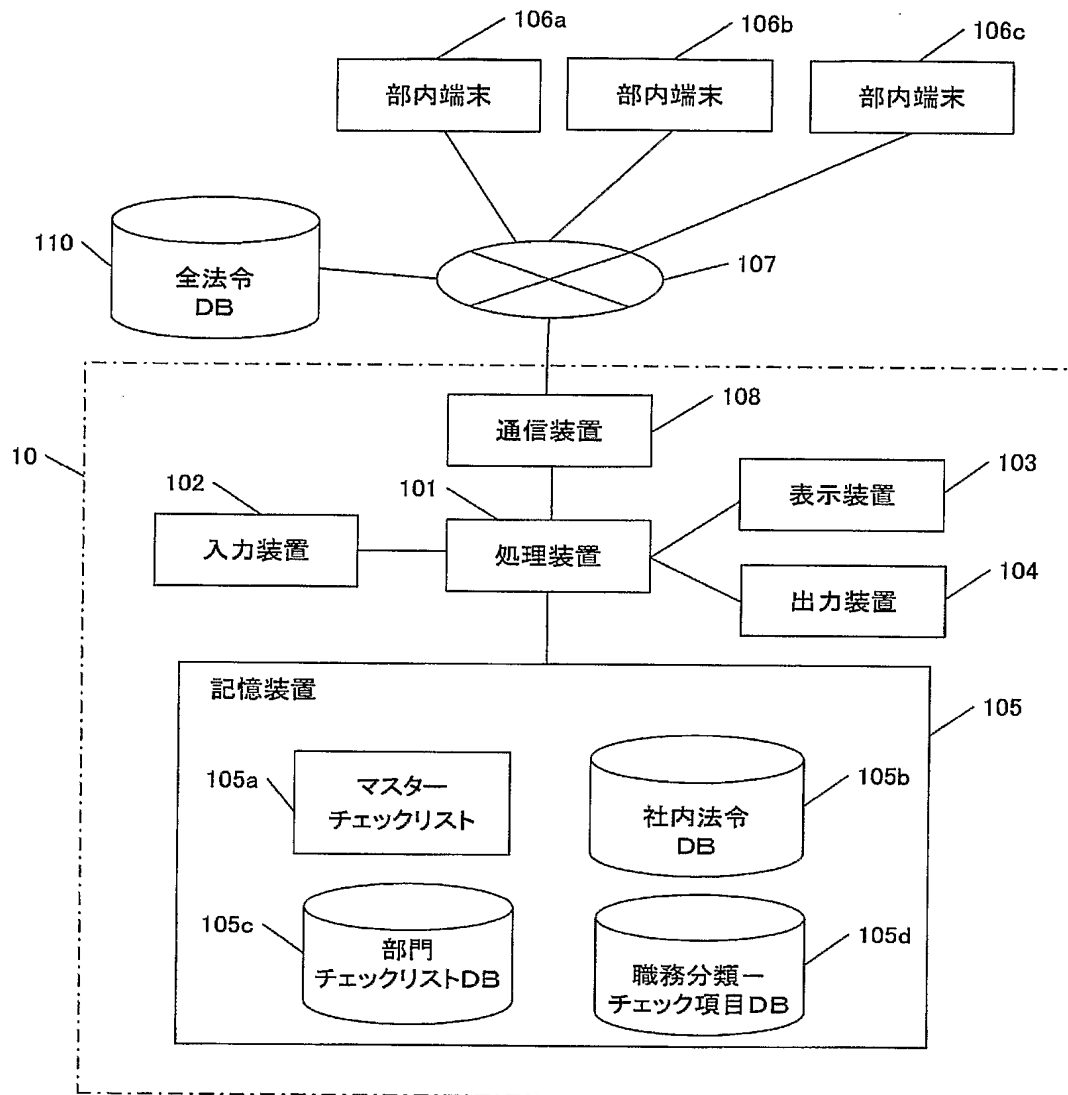 106a
106b
106c
部内端末
部内端末
部内端末
110
全法令
DB
107
108
通信装置
10
102
101
103
入力装置
処理装置
表示装置
104
出力装置
記憶装置
105
105a
マスター
チェックリスト
105b
社内法令
DB
105c
部門
チェックリストDB
105d
職務分類ー
チェック項目DB